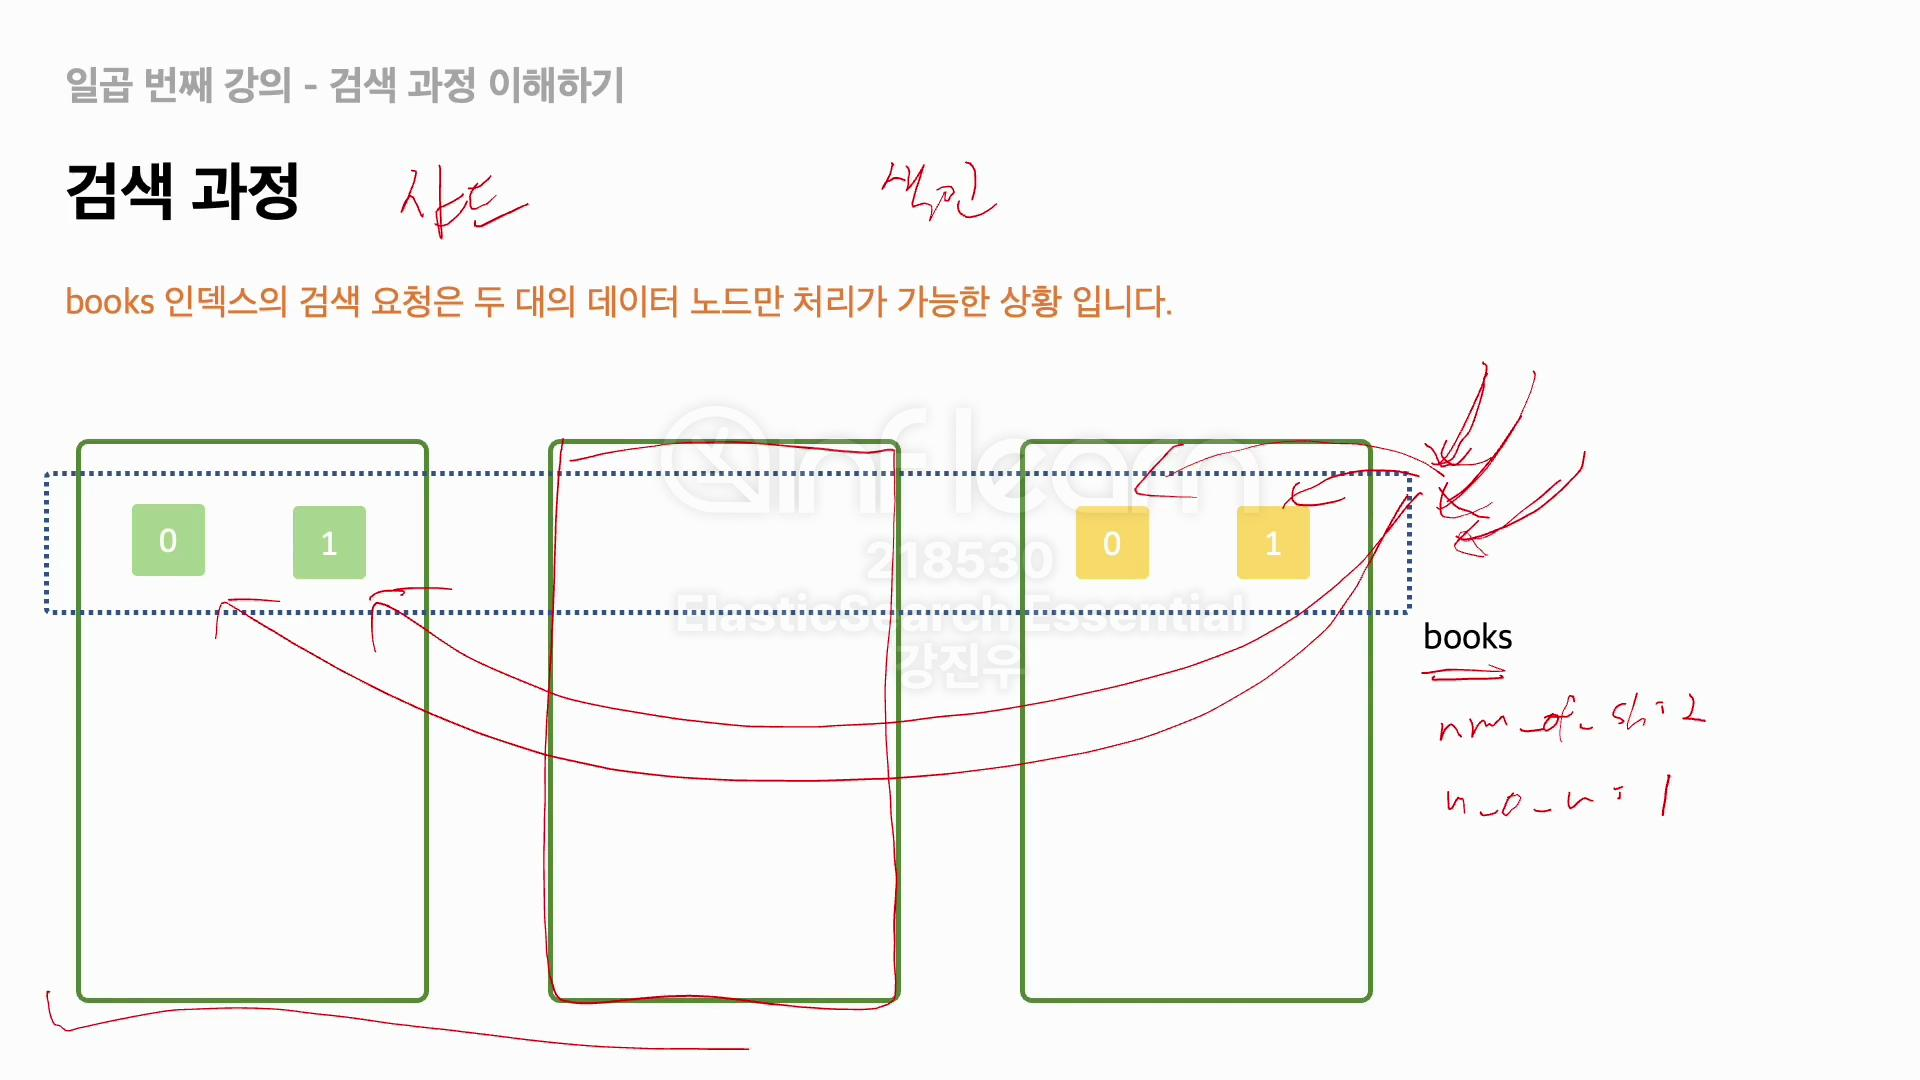 일곱 번째 강의 - 검색 과정 이해하기
검색 과정
샤드
색인
books 인덱스의 검색 요청은 두 대의 데이터 노드만 처리가 가능한 상황 입니다.
inflearn
0 1 0 1
218530
ElasticSearch Essential
강진우
books
num_of_sh: 2
n_o_r: 1